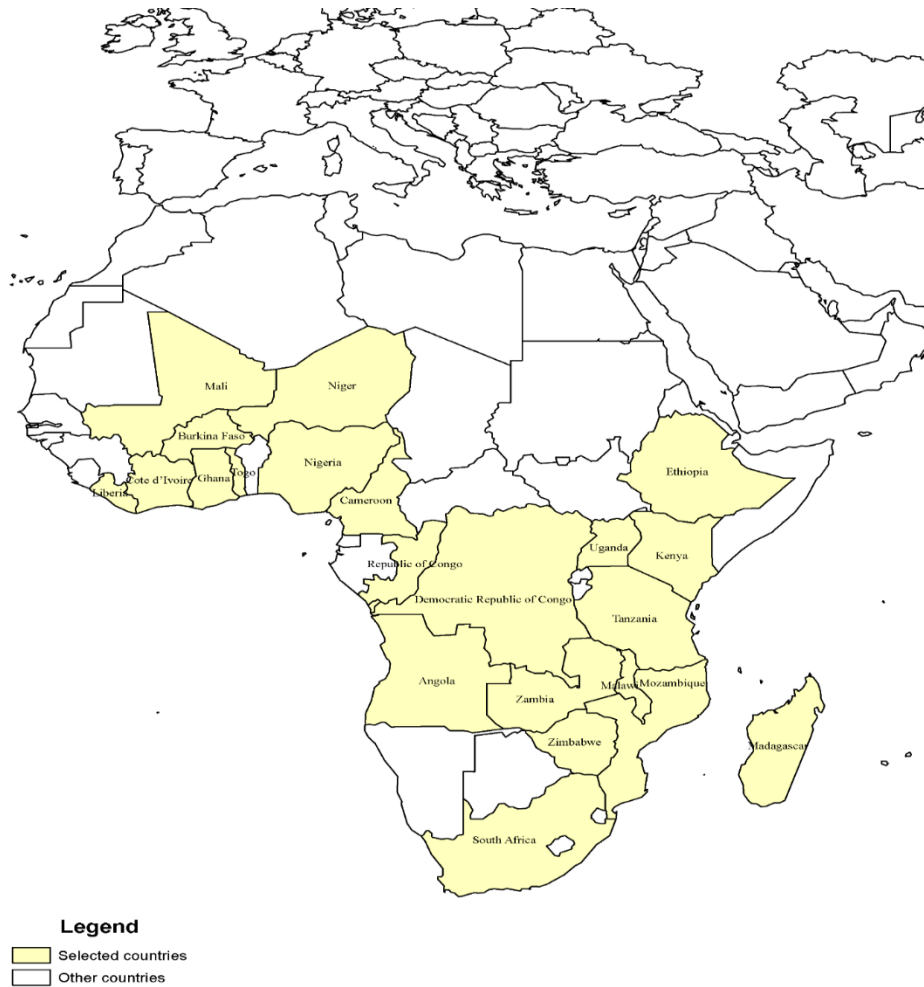 Mali
Niger
Burkina Faso
Nigeria
Ethiopia
Togo
Ghana
Cote d'Ivoire
Liberia
Cameroon
Uganda
Kenya
Republic of Congo
Democratic Republic of Congo
Tanzania
Angola
Malawi
Mozambique
Zambia
Zimbabwe
Madagascar
South Africa
Legend
Selected countries
Other countries